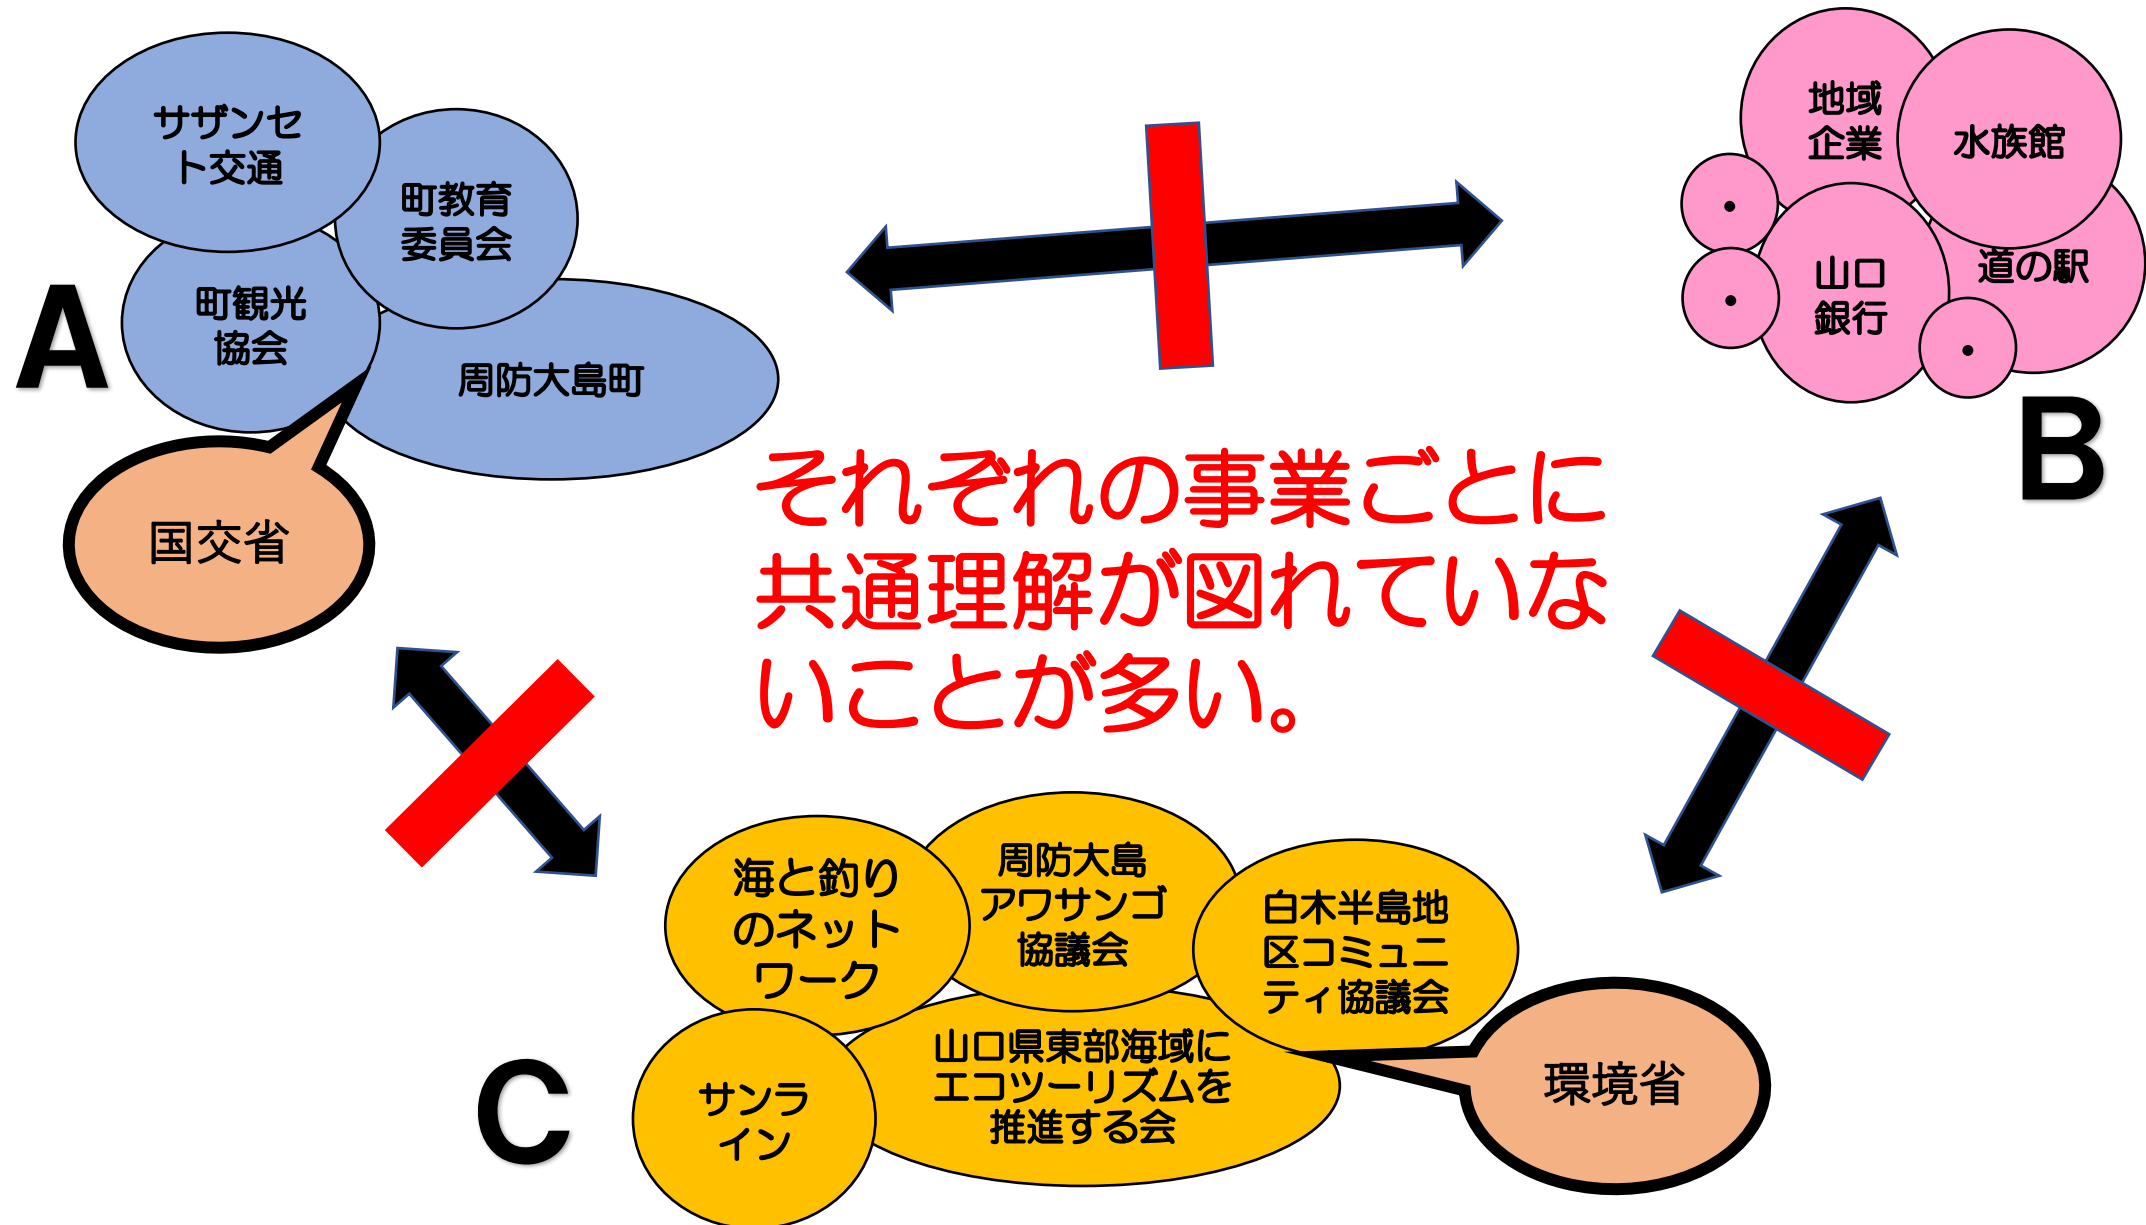 サザンセ
ト交通
町教育
委員会
町観光
協会
周防大島町
A
国交省
地域
企業
水族館
・
・
山口
銀行
道の駅
・
B
それぞれの事業ごとに
共通理解が図れていな
いことが多い。
海と釣り
のネット
ワーク
周防大島
アワサンゴ
協議会
白木半島地
区コミュニ
ティ協議会
山口県東部海域に
エコツーリズムを
推進する会
サンラ
イン
C
環境省